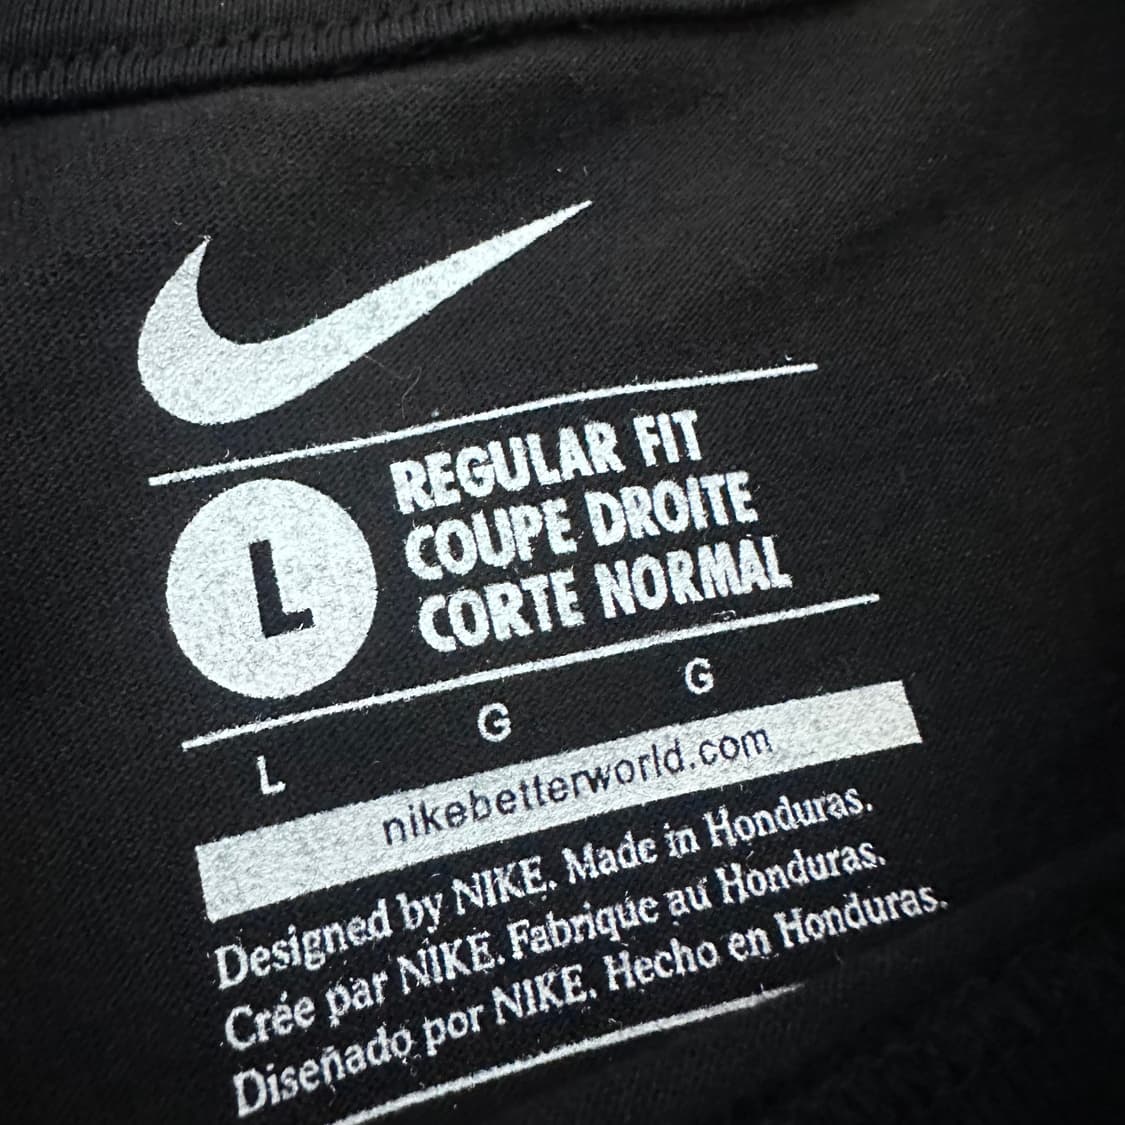 REGULAR FIT
COUPE DROITE
CORTE NORMAL
L
L G G
nikebetterworld.com
Designed by NIKE. Made in Honduras.
Crée par NIKE. Fabrique au Honduras.
Diseñado por NIKE. Hecho en Honduras.